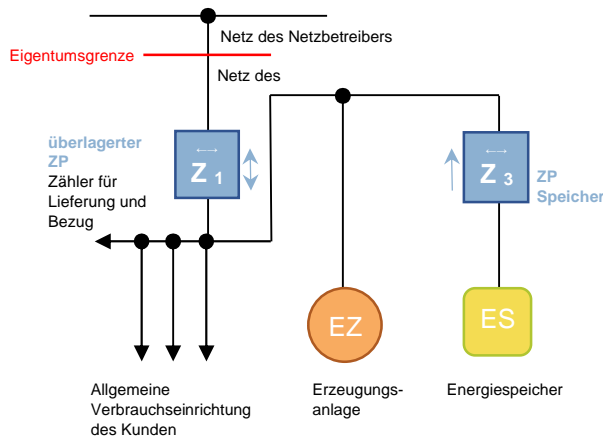 Netz des Netzbetreibers
Eigentumsgrenze
Netz des
überlagerter
ZP
Zähler für
Lieferung und
Bezug
Z 1
Z 3
ZP
Speicher
EZ
ES
Allgemeine
Verbrauchseinrichtung
des Kunden
Erzeugungs-
anlage
Energiespeicher